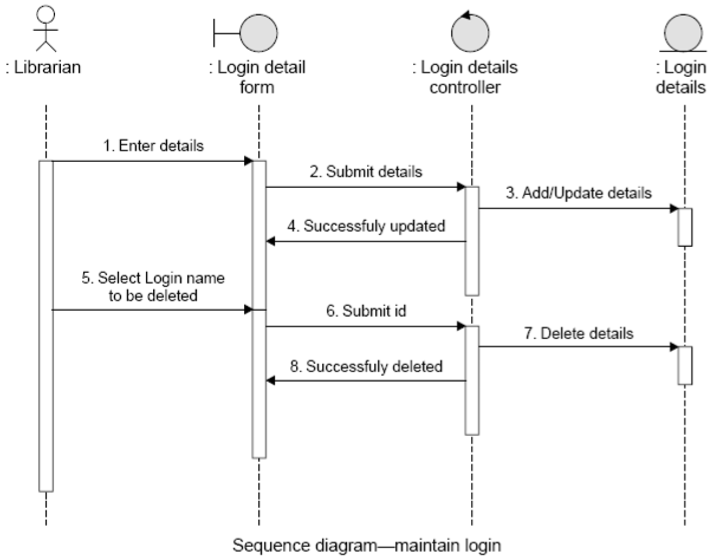 : Librarian
: Login detail
form
: Login details
controller
: Login
details
1. Enter details
2. Submit details
3. Add/Update details
4. Successfuly updated
5. Select Login name
to be deleted
6. Submit id
7. Delete details
8. Successfuly deleted
Sequence diagram—maintain login